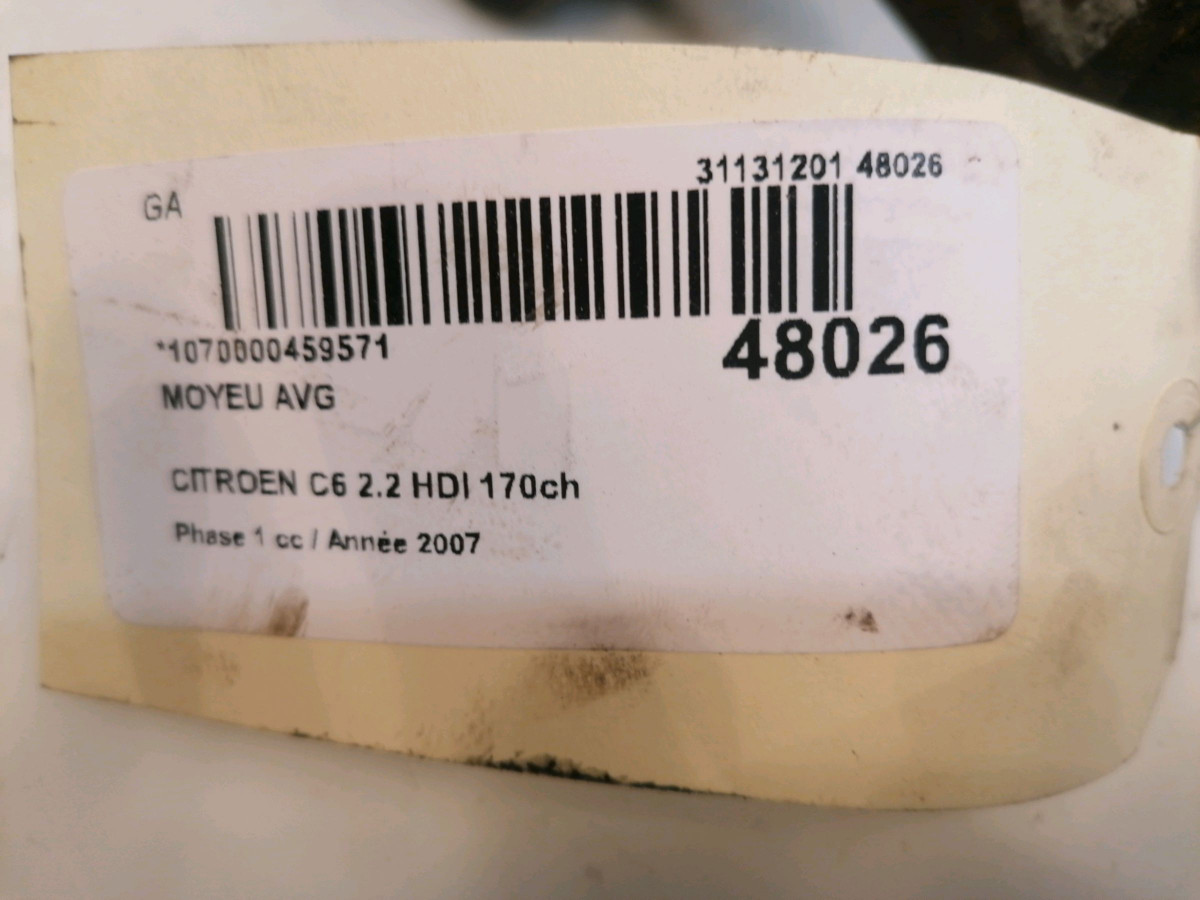 31131201 48026
GA
*1070000459571
48026
MOYEU AVG
CITROEN C6 2.2 HDI 170ch
Phase 1 cc / Année 2007